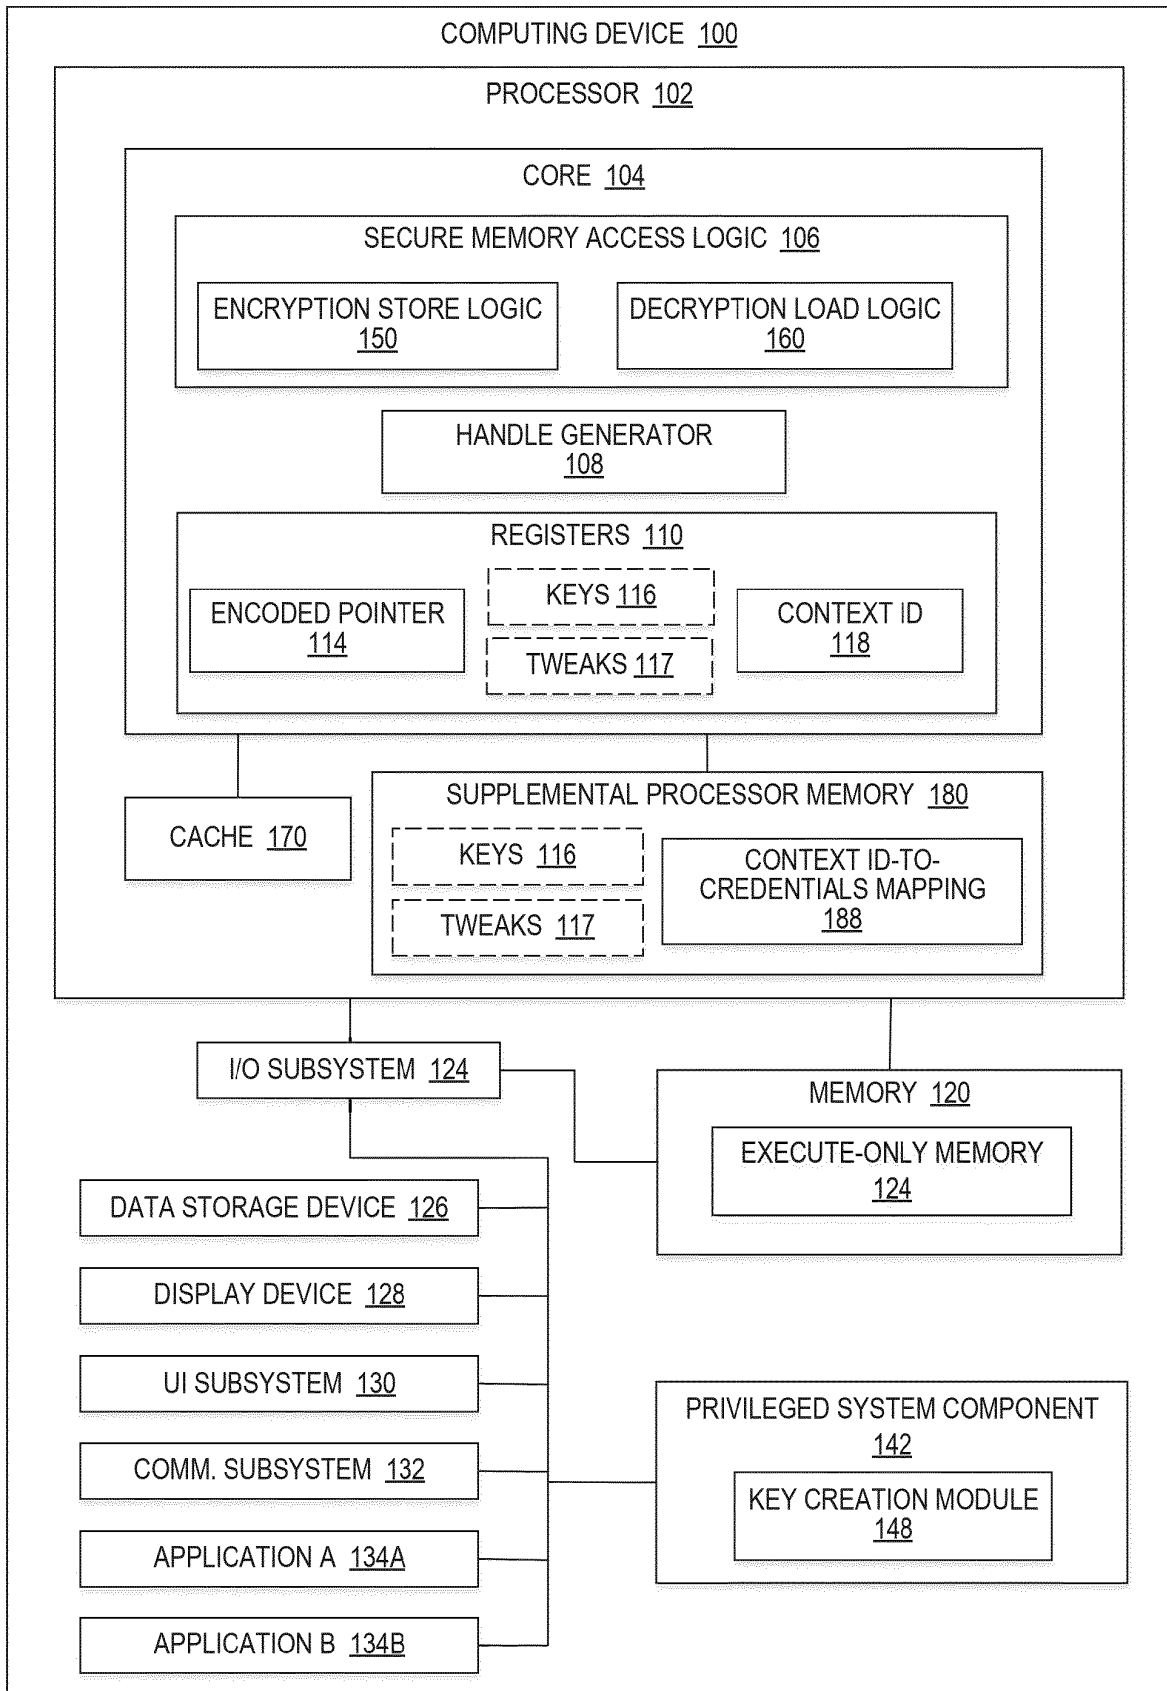 COMPUTING DEVICE 100
PROCESSOR 102
CORE 104
SECURE MEMORY ACCESS LOGIC 106
ENCRYPTION STORE LOGIC
150
DECRYPTION LOAD LOGIC
160
HANDLE GENERATOR
108
REGISTERS 110
ENCODED POINTER
114
KEYS 116
TWEAKS 117
CONTEXT ID
118
CACHE 170
SUPPLEMENTAL PROCESSOR MEMORY 180
KEYS 116
TWEAKS 117
CONTEXT ID-TO-
CREDENTIALS MAPPING
188
I/O SUBSYSTEM 124
MEMORY 120
EXECUTE-ONLY MEMORY
124
DATA STORAGE DEVICE 126
DISPLAY DEVICE 128
UI SUBSYSTEM 130
COMM. SUBSYSTEM 132
APPLICATION A 134A
APPLICATION B 134B
PRIVILEGED SYSTEM COMPONENT
142
KEY CREATION MODULE
148